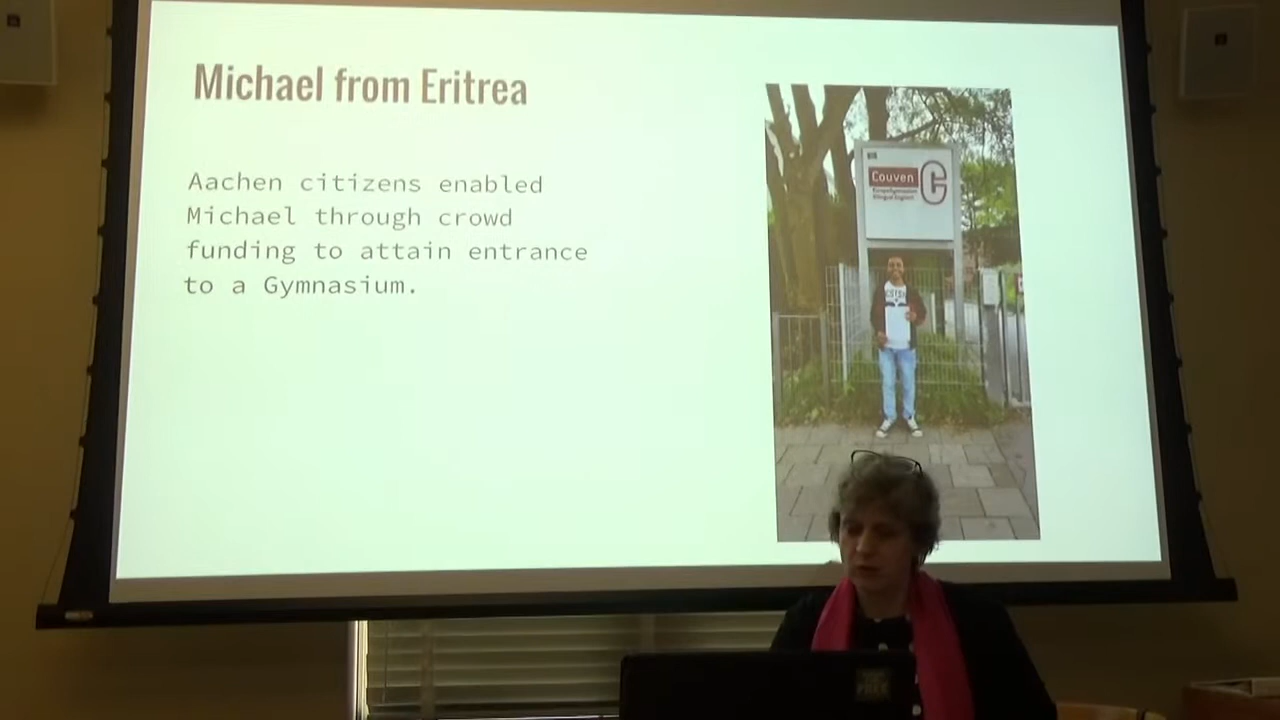 Michael from Eritrea
Aachen citizens enabled
Michael through crowd
funding to attain entrance
to a Gymnasium.
Couven
C